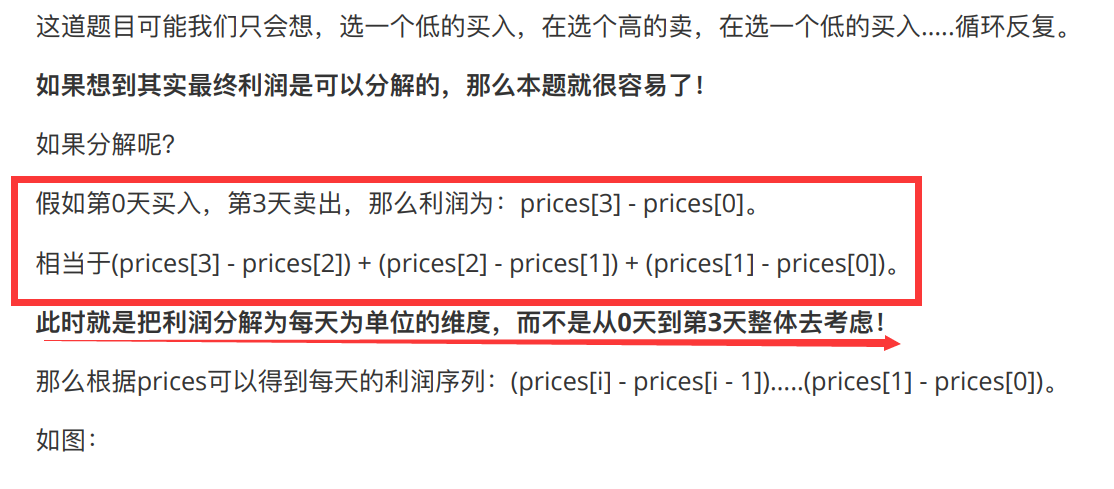 这道题目可能我们只会想，选一个低的买入，在选个高的卖，在选一个低的买入.....循环反复。
如果想到其实最终利润是可以分解的，那么本题就很容易了！
如果分解呢？
假如第0天买入，第3天卖出，那么利润为：prices[3] - prices[0]。
相当于(prices[3] - prices[2]) + (prices[2] - prices[1]) + (prices[1] - prices[0])。
此时就是把利润分解为每天为单位的维度，而不是从0天到第3天整体去考虑！
那么根据prices可以得到每天的利润序列：(prices[i] - prices[i - 1]).....(prices[1] - prices[0])。
如图：